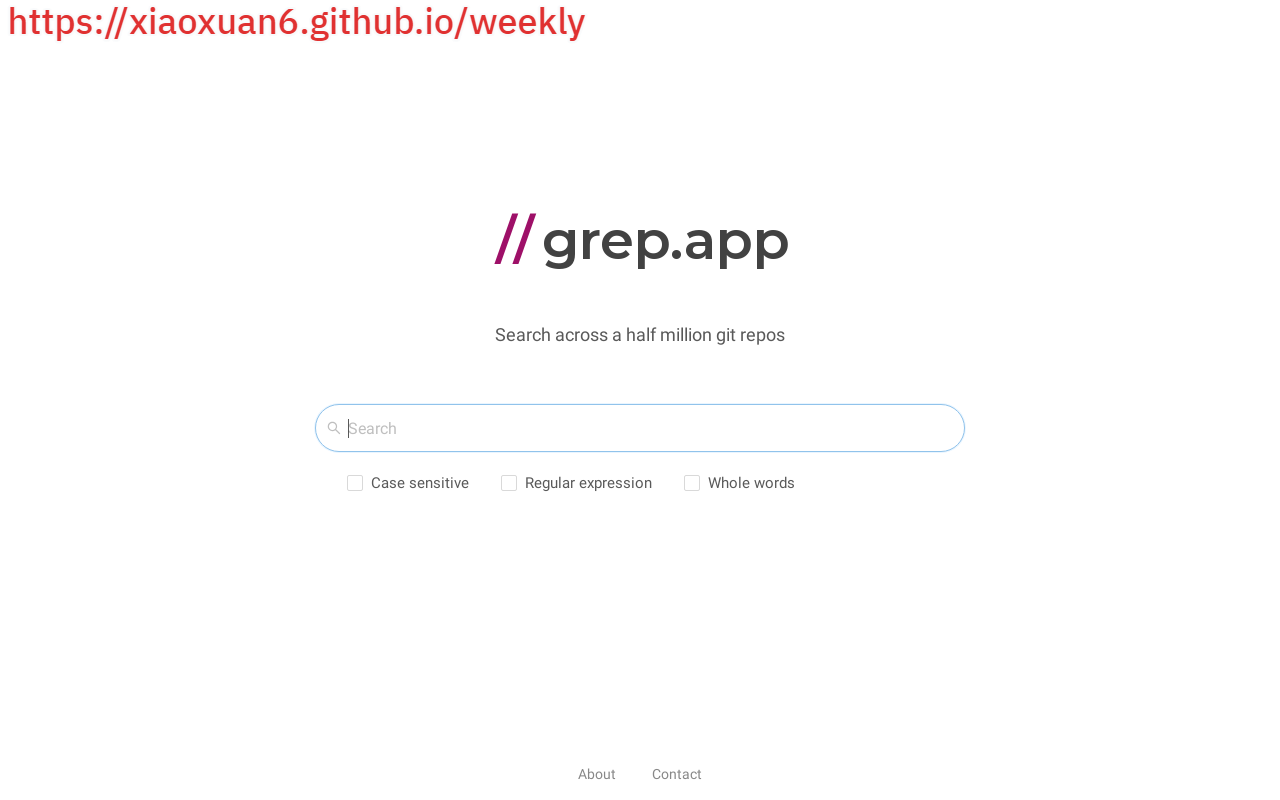 https://xiaoxuan6.github.io/weekly
//grep.app
Search across a half million git repos
Search
Case sensitive Regular expression Whole words
About Contact